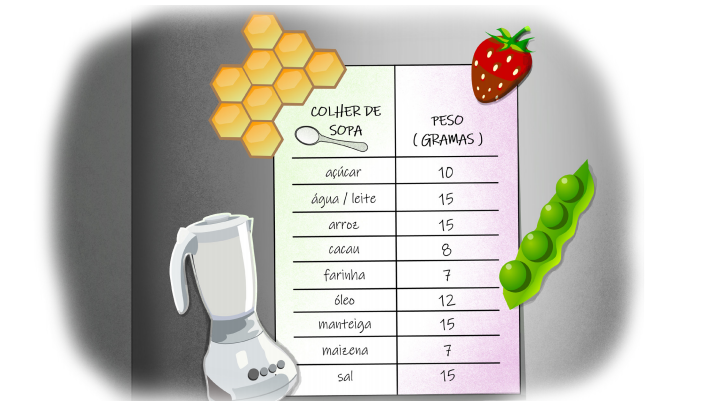 COLHER DE
SOPA
PESO
(GRAMAS)
açúcar 10
água / leite 15
arroz 15
cacau 8
farinha 7
óleo 12
manteiga 15
maizena 7
sal 15